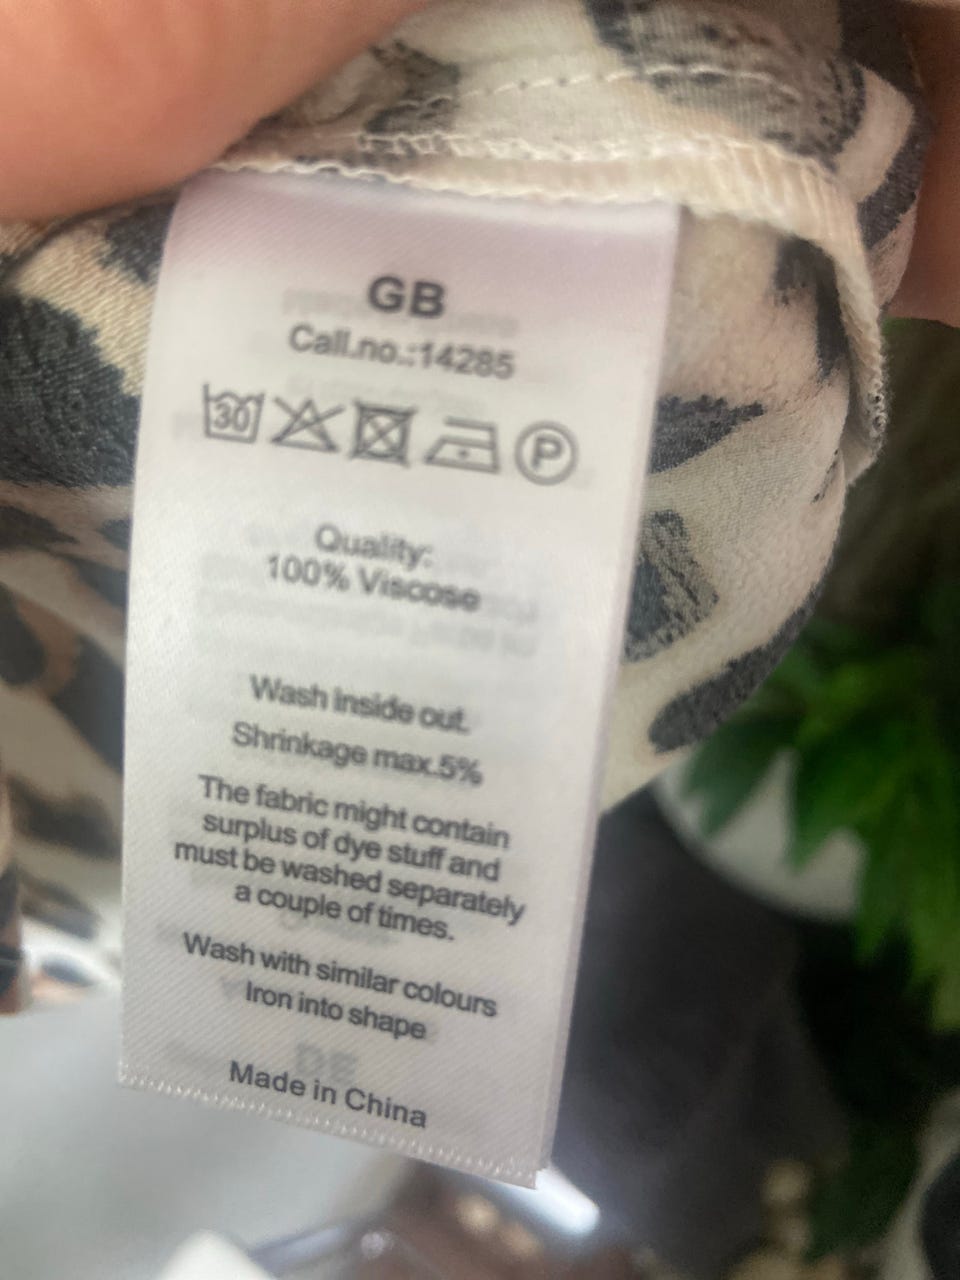 GB
Call.no.:14285
30 P
Quality:
100% Viscose
Wash inside out.
Shrinkage max.5%
The fabric might contain
surplus of dye stuff and
must be washed separately
a couple of times.
Wash with similar colours
Iron into shape
Made in China